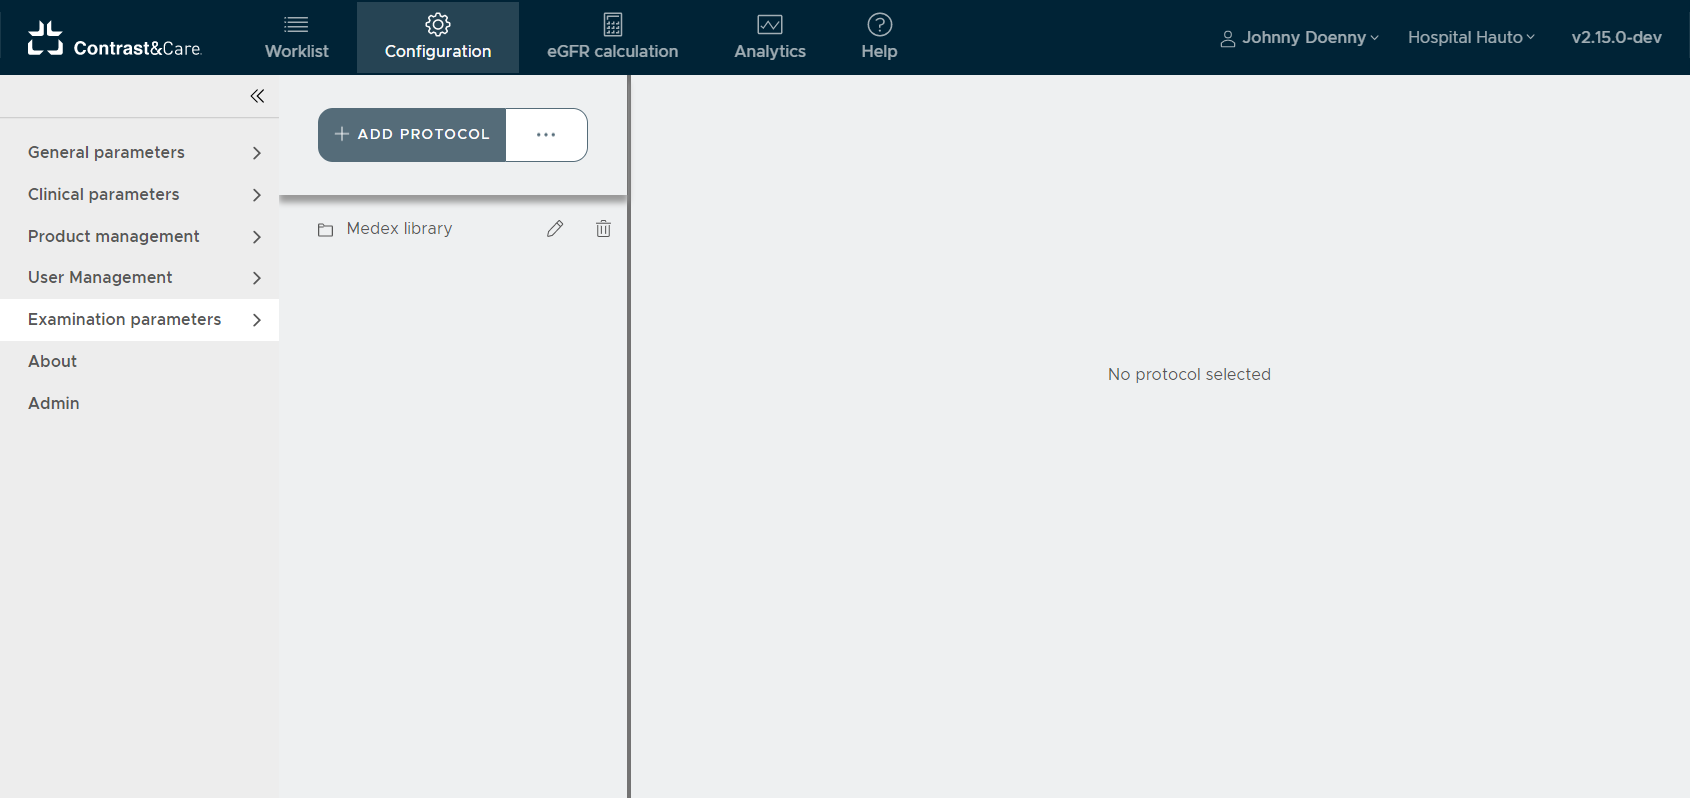 Contrast&Care.
Worklist
Configuration
eGFR calculation
Analytics
Help
Johnny Doenny
Hospital Hauto
v2.15.0-dev
General parameters
Clinical parameters
Product management
User Management
Examination parameters
About
Admin
ADD PROTOCOL
...
Medex library
No protocol selected